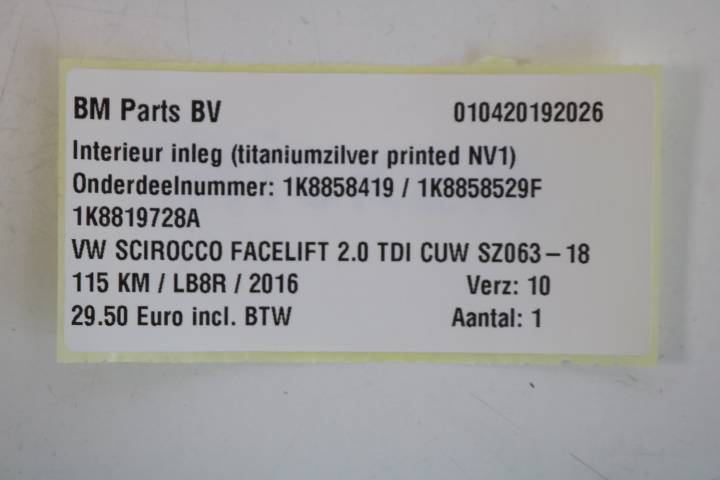 BM Parts BV 010420192026
Interieur inleg (titaniumzilver printed NV1)
Onderdeelnummer: 1K8858419 / 1K8858529F
1K8819728A
VW SCIROCCO FACELIFT 2.0 TDI CUW SZ063-18
115 KM / LB8R / 2016 Verz: 10
29.50 Euro incl. BTW Aantal: 1